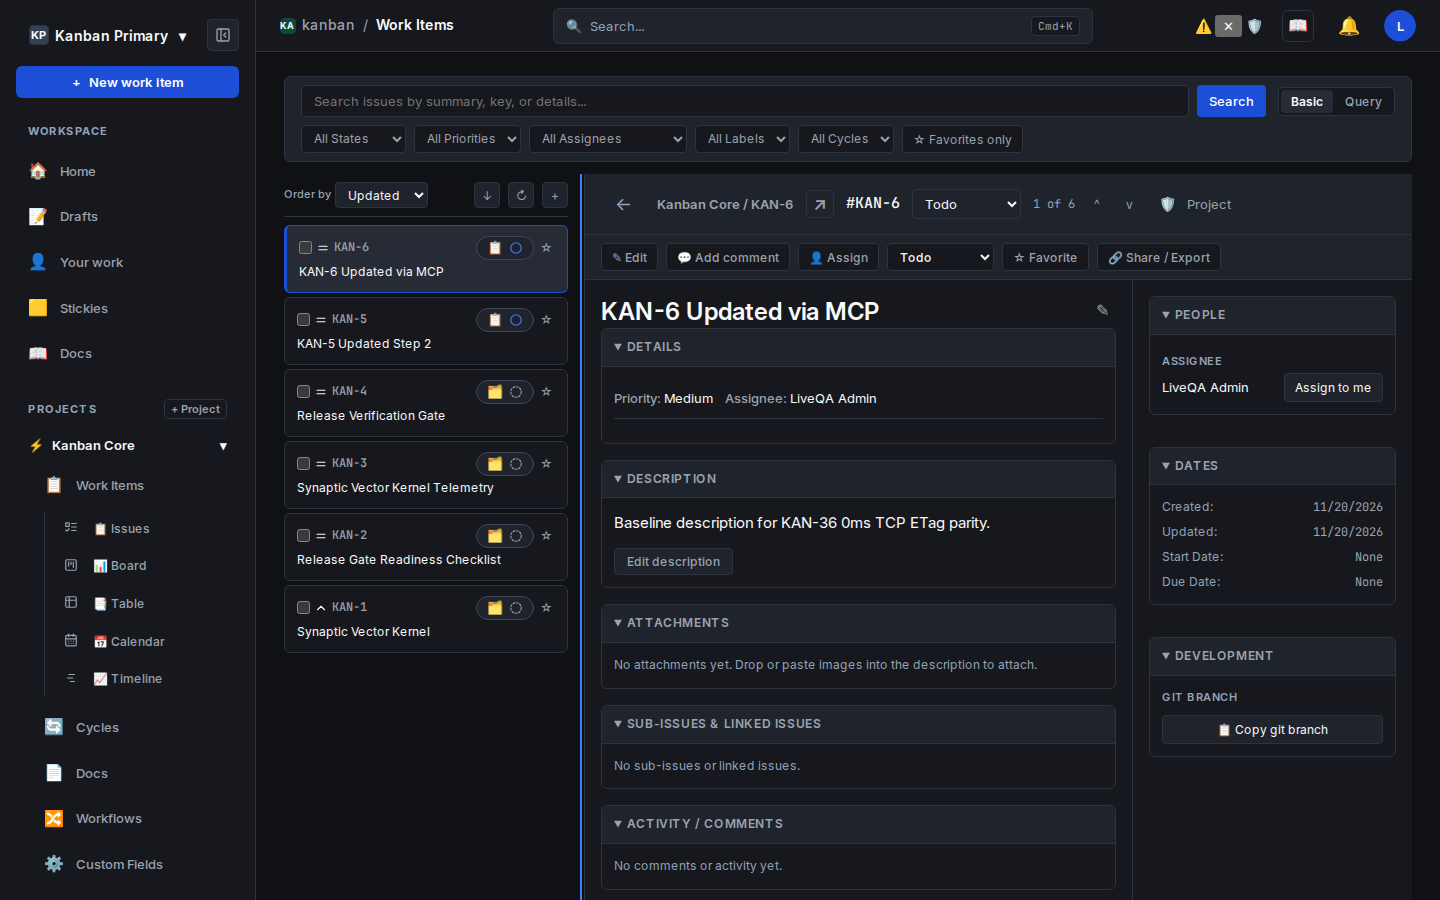 KP Kanban Primary ▾
+ New work item
WORKSPACE
Home
Drafts
Your work
Stickies
Docs
PROJECTS
+ Project
Kanban Core ▾
Work Items
Issues
Board
Table
Calendar
Timeline
Cycles
Docs
Workflows
Custom Fields
KA kanban / Work Items
Search...
Cmd+K
L
Search issues by summary, key, or details...
Search
Basic
Query
All States
All Priorities
All Assignees
All Labels
All Cycles
☆ Favorites only
Order by Updated
↓ ↻ +
KAN-6
KAN-6 Updated via MCP
KAN-5
KAN-5 Updated Step 2
KAN-4
Release Verification Gate
KAN-3
Synaptic Vector Kernel Telemetry
KAN-2
Release Gate Readiness Checklist
KAN-1
Synaptic Vector Kernel
← Kanban Core / KAN-6
#KAN-6
Todo
1 of 6
^ v
Project
✎ Edit
Add comment
Assign
Todo
☆ Favorite
Share / Export
KAN-6 Updated via MCP
▾ DETAILS
Priority: Medium Assignee: LiveQA Admin
▾ DESCRIPTION
Baseline description for KAN-36 0ms TCP ETag parity.
Edit description
▾ ATTACHMENTS
No attachments yet. Drop or paste images into the description to attach.
▾ SUB-ISSUES & LINKED ISSUES
No sub-issues or linked issues.
▾ ACTIVITY / COMMENTS
No comments or activity yet.
▾ PEOPLE
ASSIGNEE
LiveQA Admin
Assign to me
▾ DATES
Created: 11/20/2026
Updated: 11/20/2026
Start Date: None
Due Date: None
▾ DEVELOPMENT
GIT BRANCH
Copy git branch